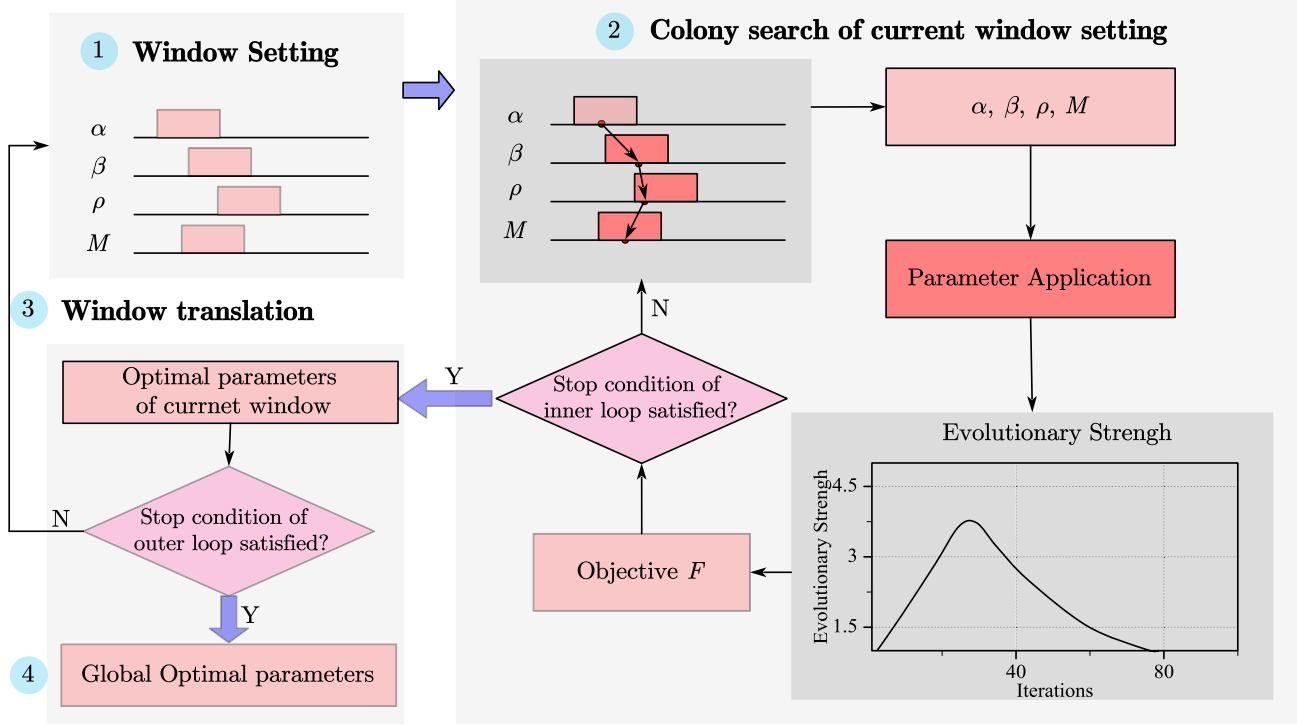 1 Window Setting
α
β
ρ
M
2 Colony search of current window setting
α
β
ρ
M
α, β, ρ, M
Parameter Application
Evolutionary Strengh
Evolutionary Strengh
4.5
3
1.5
40
80
Iterations
Objective F
Stop condition of
inner loop satisfied?
N
Y
3 Window translation
Optimal parameters
of currnet window
Stop condition of
outer loop satisfied?
N
Y
4 Global Optimal parameters